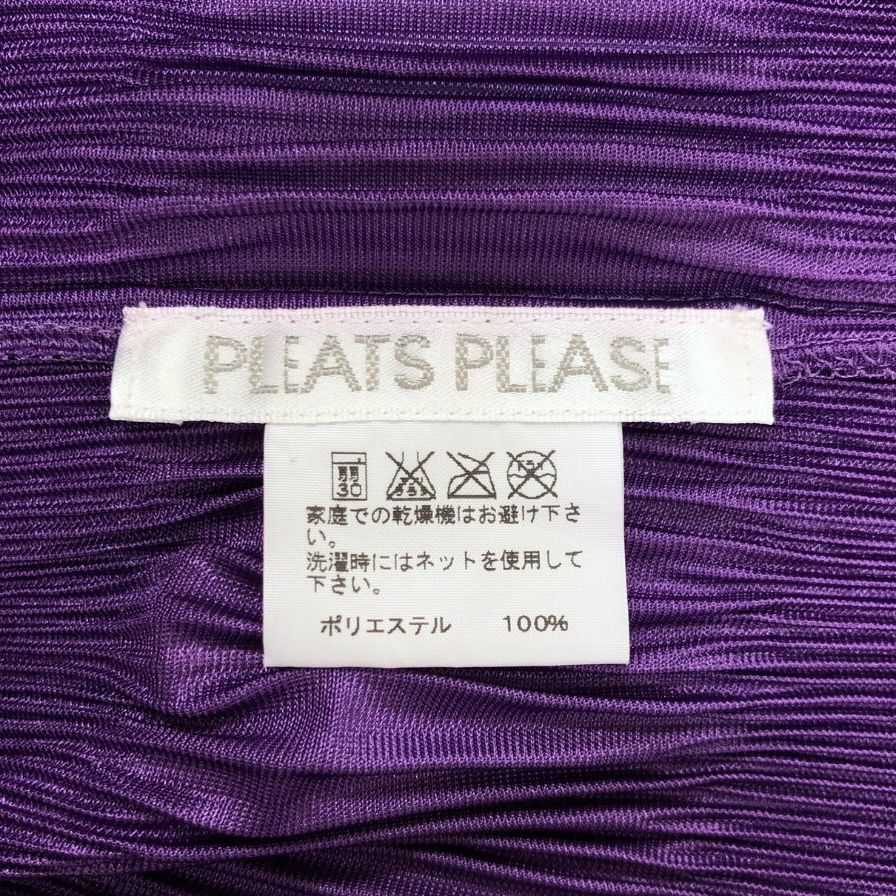 PLEATS PLEASE
弱
30
家庭での乾燥機はお避け下さ
い。
洗濯時にはネットを使用して
下さい。
ポリエステル 100%